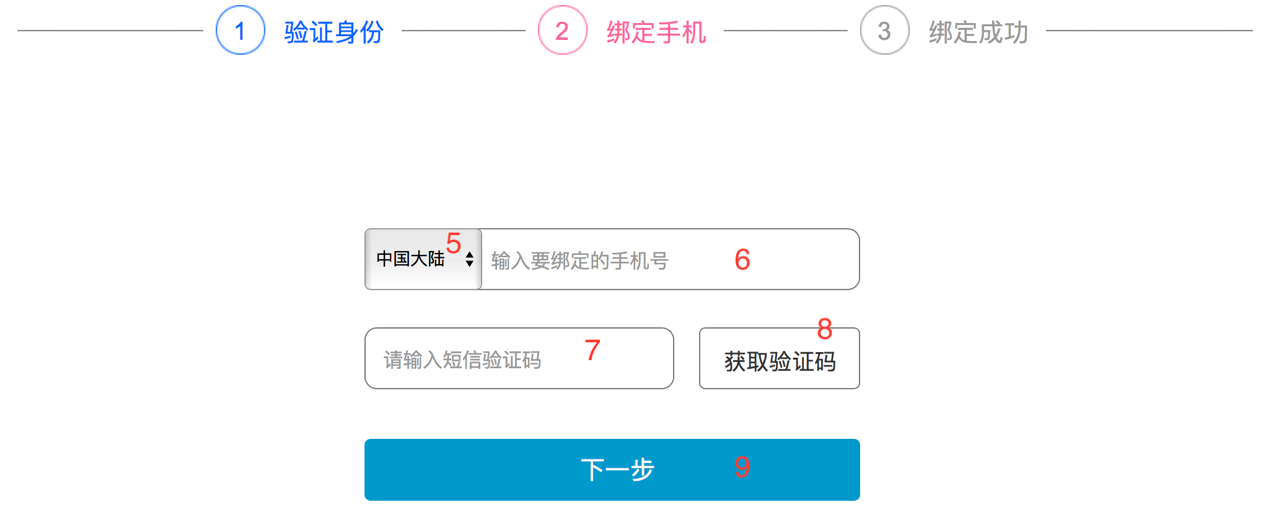 1 验证身份 2 绑定手机 3 绑定成功
中国大陆 5 输入要绑定的手机号 6
请输入短信验证码 7 获取验证码 8
下一步 9